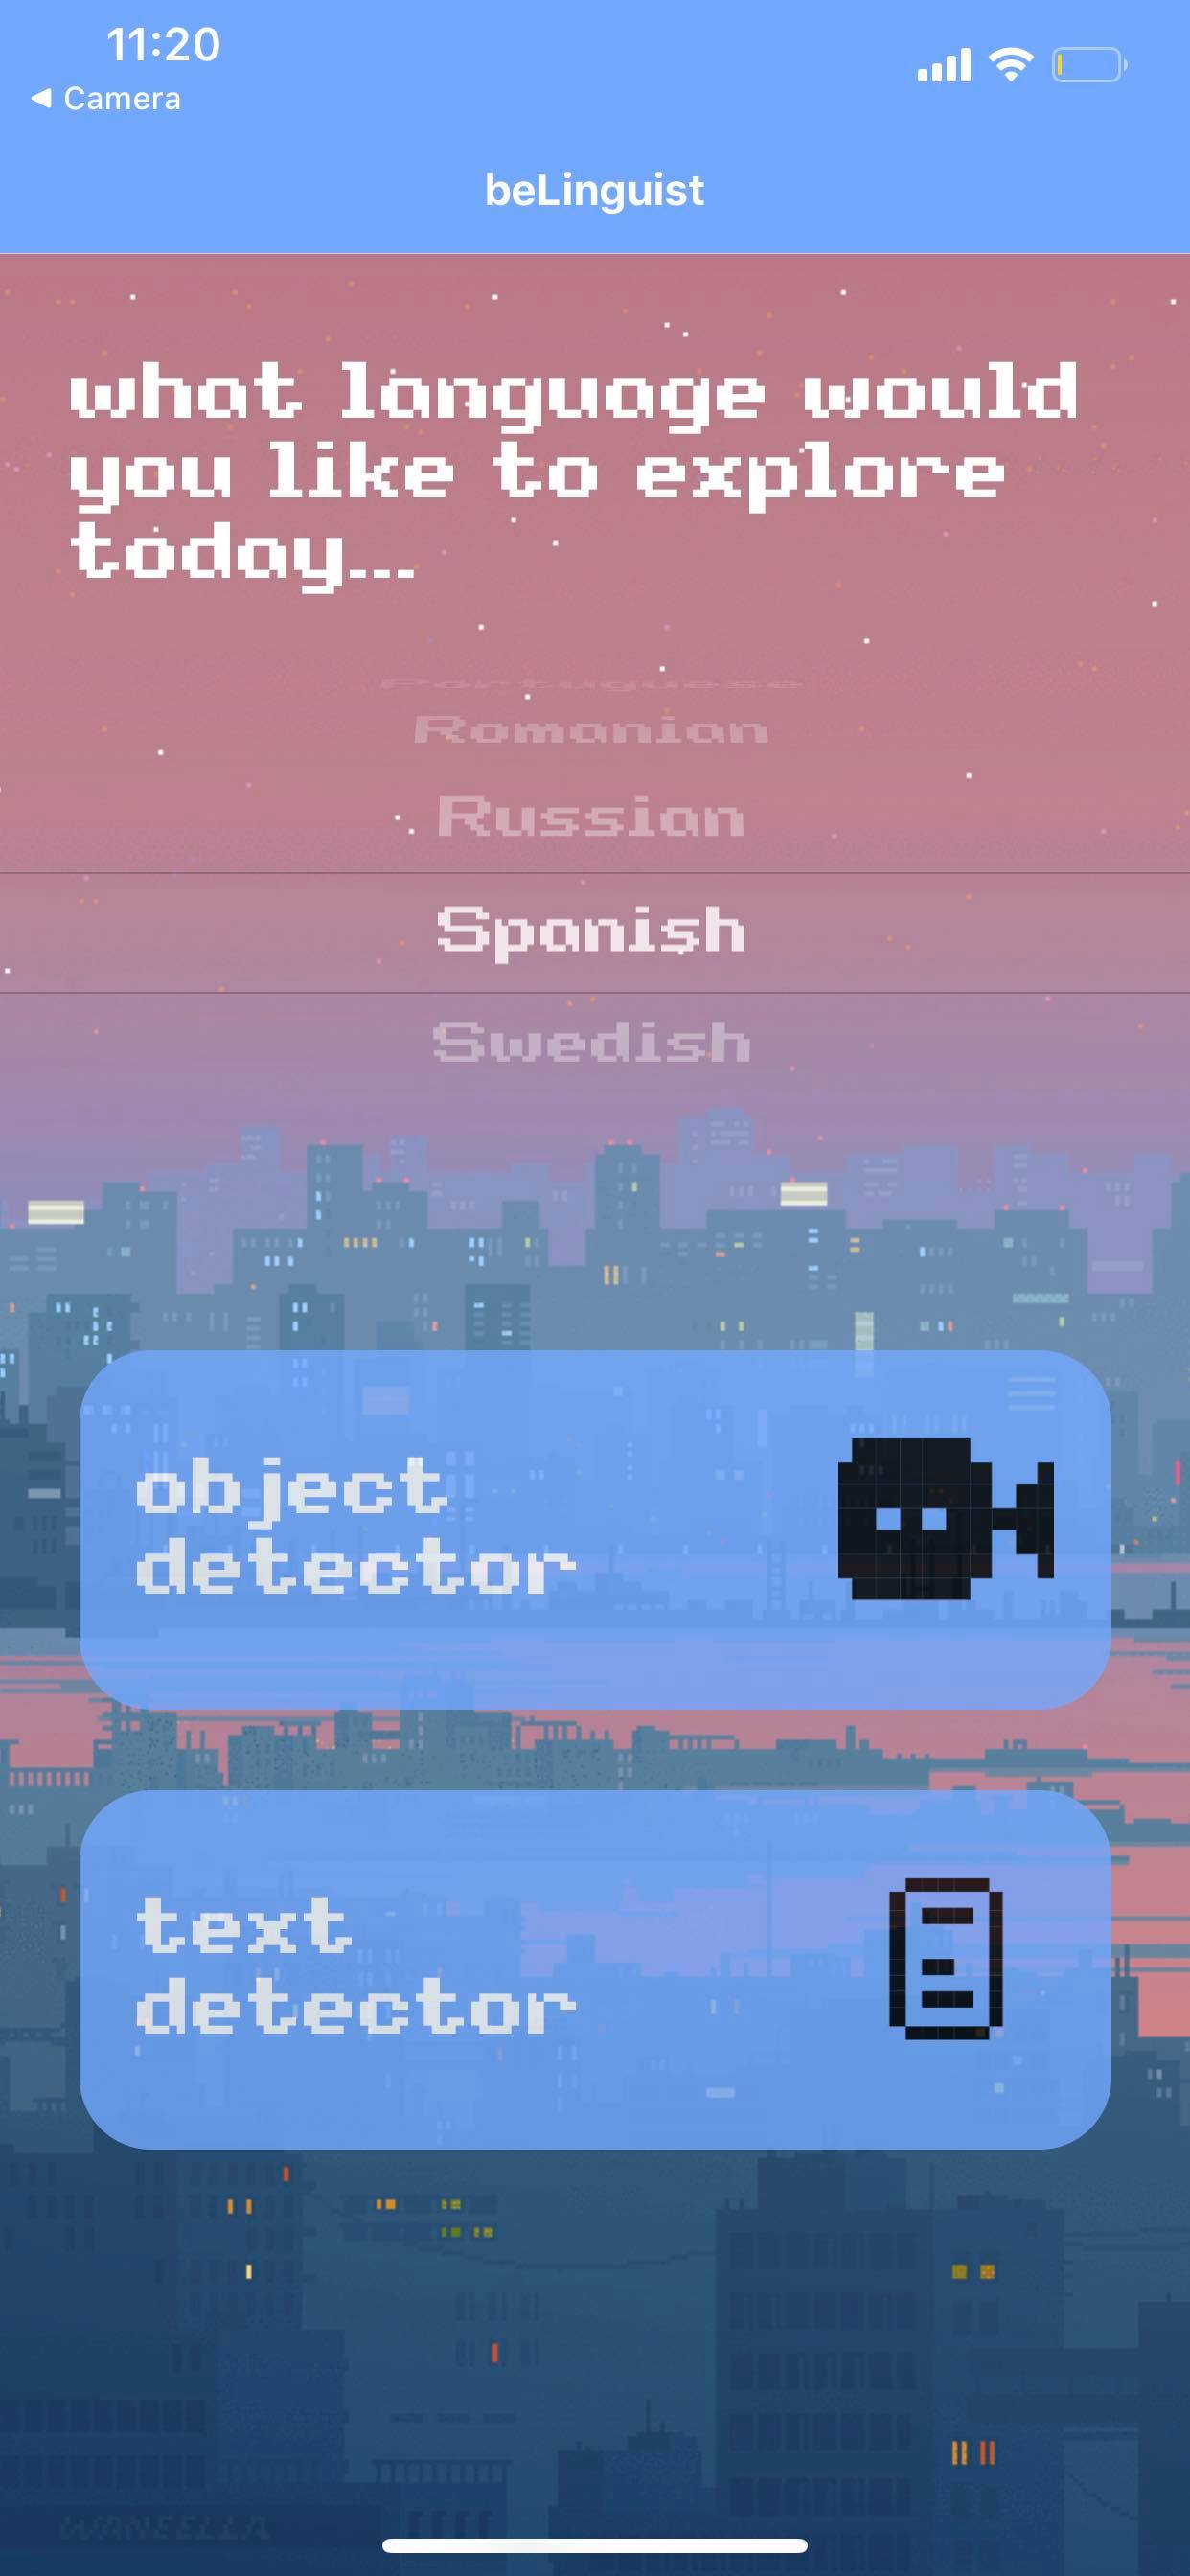 11:20
◀ Camera
beLinguist
what language would
you like to explore
today...
Portuguese
Romanian
Russian
Spanish
Swedish
object
detector
text
detector
WANEELLA